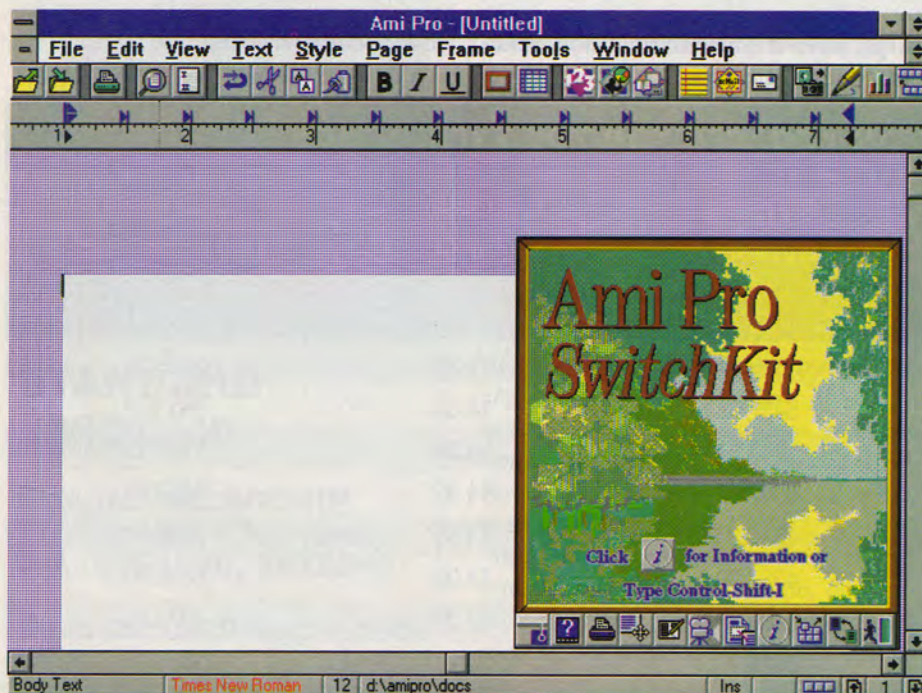 Ami Pro - [Untitled]
File Edit View Text Style Page Frame Tools Window Help
B I U
1 2 3 4 5 6 7
Ami Pro
SwitchKit
Click i for Information or
Type Control-Shift-I
?
i
Body Text Times New Roman 12 d:\amipro\docs Ins 1